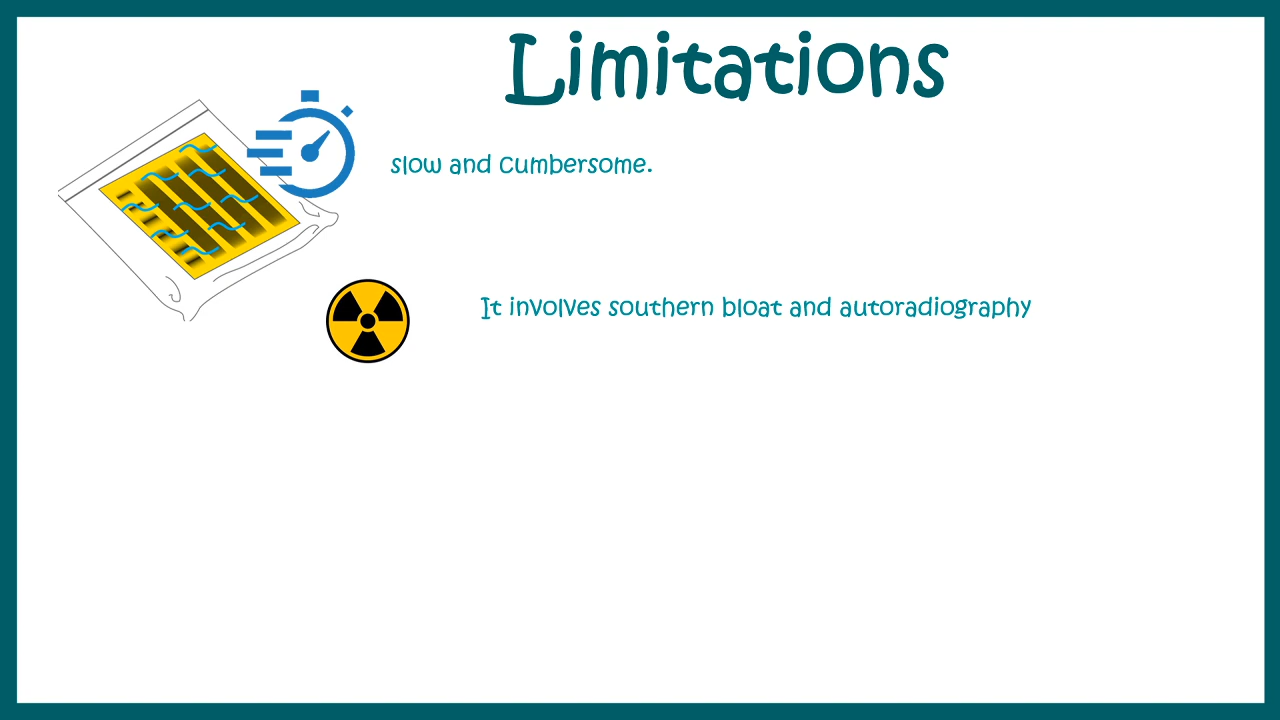 Limitations
slow and cumbersome.
It involves southern bloat and autoradiography